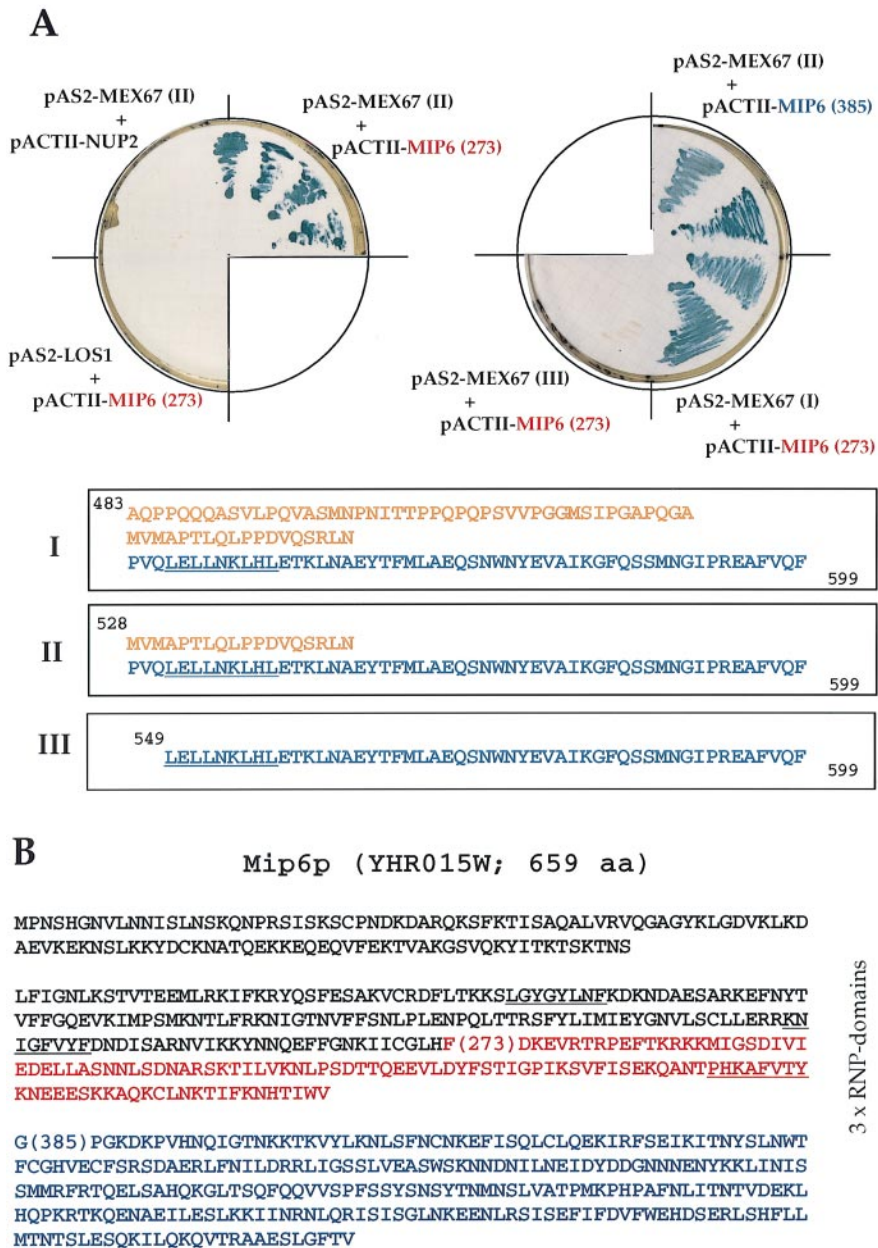 A
pAS2-MEX67 (II)
+
pACTII-NUP2
pAS2-MEX67 (II)
+
pACTII-MIP6 (273)
pAS2-MEX67 (II)
+
pACTII-MIP6 (385)
pAS2-LOS1
+
pACTII-MIP6 (273)
pAS2-MEX67 (III)
+
pACTII-MIP6 (273)
pAS2-MEX67 (I)
+
pACTII-MIP6 (273)
I
483
AQPPQQQASVLPQVASMNPNITTPPQPQPSVVPGGMSIPGAPQGA
MVMAPTLQLPPDVQSRLN
PVQLELLNKLHLETKLNAEYTFMLAEQSNWNYEVAIKGFQSSMNGIPREAFVQF
599
II
528
MVMAPTLQLPPDVQSRLN
PVQLELLNKLHLETKLNAEYTFMLAEQSNWNYEVAIKGFQSSMNGIPREAFVQF
599
III
549
LELLNKLHLETKLNAEYTFMLAEQSNWNYEVAIKGFQSSMNGIPREAFVQF
599
B
Mip6p (YHR015W; 659 aa)
MPNSHGNVLNNISLNSKQNPRSISKSCPNDKDARQKSFKTISAQALVRVQGAGYKLGDVKLKD
AEVKEKNSLKKYDCKNATQEKKEQEQVFEKTVAKGSVQKYITKTSKTNS
LFIGNLKSTVTEEMLRKIFKRYQSFESAKVCRDFLTKKSLGYGYLNFKDKNDAESARKEFNYT
VFFGQEVKIMPSMKNTLFRKNIGTNVFFSNLPLENPQLTTRSFYLIMIEYGNVLSCLLERRKN
IGFVYFDNDISARNVIKKYNNQEFFGNKIICGLHF(273)DKEVRTRPEFTKRKKMIGSDIVI
EDELLASNNLSDNARSKTILVKNLPSDTTQEEVLDYFSTIGPIKSVFISEKQANTPHKAFVTY
KNEEESKKAQKCLNKTIFKNHTIWV
G(385)PGKDKPVHNQIGTNKKTKVYLKNLSFNCNKEFISQLCLQEKIRFSEIKITNYSLNWT
FCGHVECFSRSDAERLFNILDRRLIGSSLVEASWSKNNDNILNEIDYDDGNNNENYKKLINIS
SMMRFRTQELSAHQKGLTSQFQQVVSPFSSYSNSYTNMNSLVATPMKPHPAFNLITNTVDEKL
HQPKRTKQENAEILESLKKIINRNLQRISISGLNKEENLRSISEFIFDVFWEHDSERLSHFLL
MTNTSLESQKILQKQVTRAAESLGFTV
3 x RNP-domains